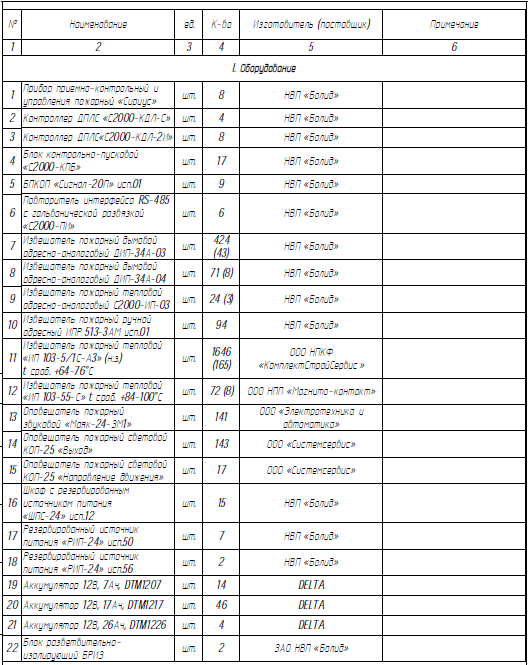 № Наименование ед. К-во Изготовитель (поставщик) Примечание
1 2 3 4 5 6
I. Оборудование
1 Прибор приемно-контрольный и управления пожарный «Сириус» шт. 8 НВП «Болид»
2 Контроллер ДПЛС «С2000-КДЛ-С» шт. 4 НВП «Болид»
3 Контроллер ДПЛС«С2000-КДЛ-2И» шт. 8 НВП «Болид»
4 Блок контрольно-пусковой «С2000-КПБ» шт. 17 НВП «Болид»
5 БПКОП «Сигнал-20П» исп.01 шт. 9 НВП «Болид»
6 Повторитель интерфейса RS-485 с гальванической развязкой «С2000-ПИ» шт. 6 НВП «Болид»
7 Извещатель пожарный дымовой адресно-аналоговый ДИП-34А-03 шт. 424 (43) НВП «Болид»
8 Извещатель пожарный дымовой адресно-аналоговый ДИП-34А-04 шт. 71 (8) НВП «Болид»
9 Извещатель пожарный тепловой адресно-аналоговый С2000-ИП-03 шт. 24 (3) НВП «Болид»
10 Извещатель пожарный ручной адресный ИПР 513-3АМ исп.01 шт. 94 НВП «Болид»
11 Извещатель пожарный тепловой «ИП 103-5/1С-А3» (н.з.) t сраб. +64-76°С шт. 1646 (165) ООО НПКФ «КомплектСтройСервис»
12 Извещатель пожарный тепловой «ИП 103-55-С» t сраб. +84-100°С шт. 72 (8) ООО НПП «Магнито-контакт»
13 Оповещатель пожарный звуковой «Маяк-24-3М1» шт. 141 ООО «Электротехника и автоматика»
14 Оповещатель пожарный световой КОП-25 «Выход» шт. 143 ООО «Системсервис»
15 Оповещатель пожарный световой КОП-25 «Направление движения» шт. 17 ООО «Системсервис»
16 Шкаф с резервированным источником питания «ШПС-24» исп.12 шт. 15 НВП «Болид»
17 Резервированный источник питания «РИП-24» исп.50 шт. 7 НВП «Болид»
18 Резервированный источник питания «РИП-24» исп.56 шт. 2 НВП «Болид»
19 Аккумулятор 12В, 7Ач, DTM1207 шт. 14 DELTA
20 Аккумулятор 12В, 17Ач, DTM1217 шт. 46 DELTA
21 Аккумулятор 12В, 26Ач, DTM1226 шт. 4 DELTA
22 Блок разветвительно-изолирующий БРИЗ шт. 2 ЗАО НВП «Болид»